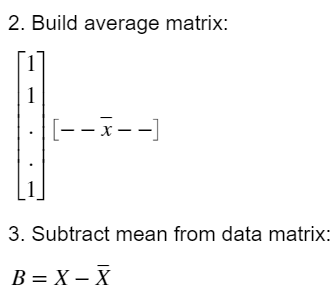 2. Build average matrix:
[1
1
.
.
1] [− − x̅ − −]
3. Subtract mean from data matrix:
B = X − X̅